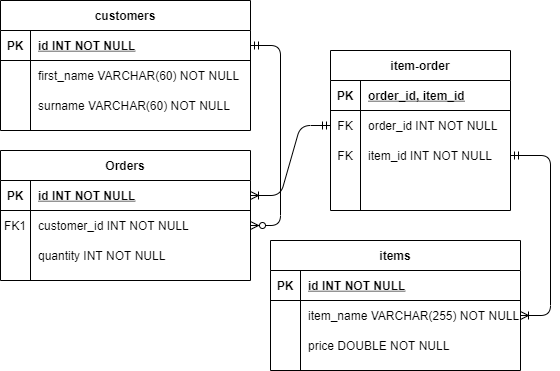 customers
PK id INT NOT NULL
first_name VARCHAR(60) NOT NULL
surname VARCHAR(60) NOT NULL
Orders
PK id INT NOT NULL
FK1 customer_id INT NOT NULL
quantity INT NOT NULL
item-order
PK order_id, item_id
FK order_id INT NOT NULL
FK item_id INT NOT NULL
items
PK id INT NOT NULL
item_name VARCHAR(255) NOT NULL
price DOUBLE NOT NULL